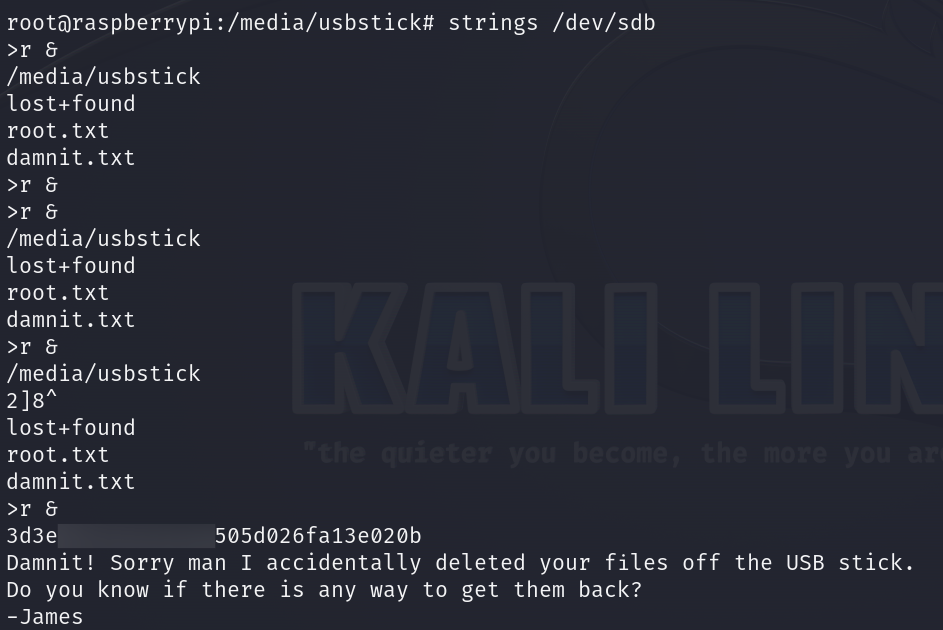 root@raspberrypi:/media/usbstick# strings /dev/sdb
>r &
/media/usbstick
lost+found
root.txt
damnit.txt
>r &
>r &
/media/usbstick
lost+found
root.txt
damnit.txt
>r &
/media/usbstick
2]8^
lost+found
root.txt
damnit.txt
>r &
3d3e 505d026fa13e020b
Damnit! Sorry man I accidentally deleted your files off the USB stick.
Do you know if there is any way to get them back?
-James
KALI LIN
"the quieter you become, the more you are